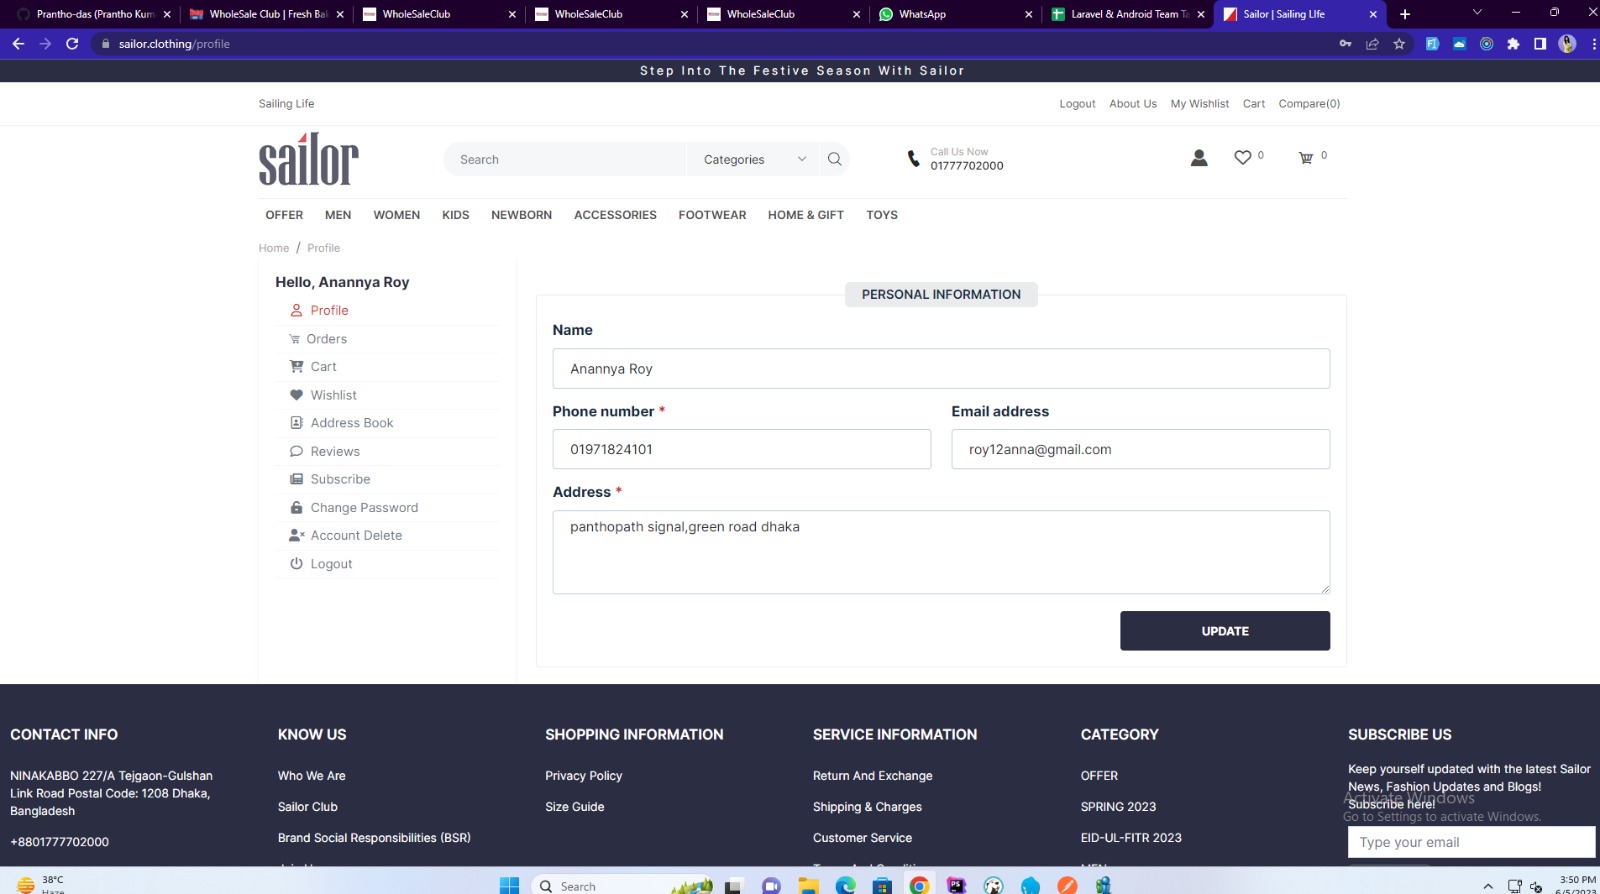 Prantho-das (Prantho Kum
WholeSale Club | Fresh Bak
WholeSaleClub
WholeSaleClub
WholeSaleClub
WhatsApp
Laravel & Android Team Ta
Sailor | Sailing LIfe
sailor.clothing/profile
Step Into The Festive Season With Sailor
Sailing Life
Logout About Us My Wishlist Cart Compare(0)
sailor
Search
Categories
Call Us Now
01777702000
0
0
OFFER MEN WOMEN KIDS NEWBORN ACCESSORIES FOOTWEAR HOME & GIFT TOYS
Home / Profile
Hello, Anannya Roy
Profile
Orders
Cart
Wishlist
Address Book
Reviews
Subscribe
Change Password
Account Delete
Logout
PERSONAL INFORMATION
Name
Anannya Roy
Phone number *
01971824101
Email address
roy12anna@gmail.com
Address *
panthopath signal,green road dhaka
UPDATE
CONTACT INFO
NINAKABBO 227/A Tejgaon-Gulshan
Link Road Postal Code: 1208 Dhaka,
Bangladesh
+8801777702000
KNOW US
Who We Are
Sailor Club
Brand Social Responsibilities (BSR)
SHOPPING INFORMATION
Privacy Policy
Size Guide
SERVICE INFORMATION
Return And Exchange
Shipping & Charges
Customer Service
CATEGORY
OFFER
SPRING 2023
EID-UL-FITR 2023
MEN
SUBSCRIBE US
Keep yourself updated with the latest Sailor
News, Fashion Updates and Blogs!
Subscribe here!
Activate Windows
Go to Settings to activate Windows.
Type your email
38°C
Haze
Search
3:50 PM
6/5/2023